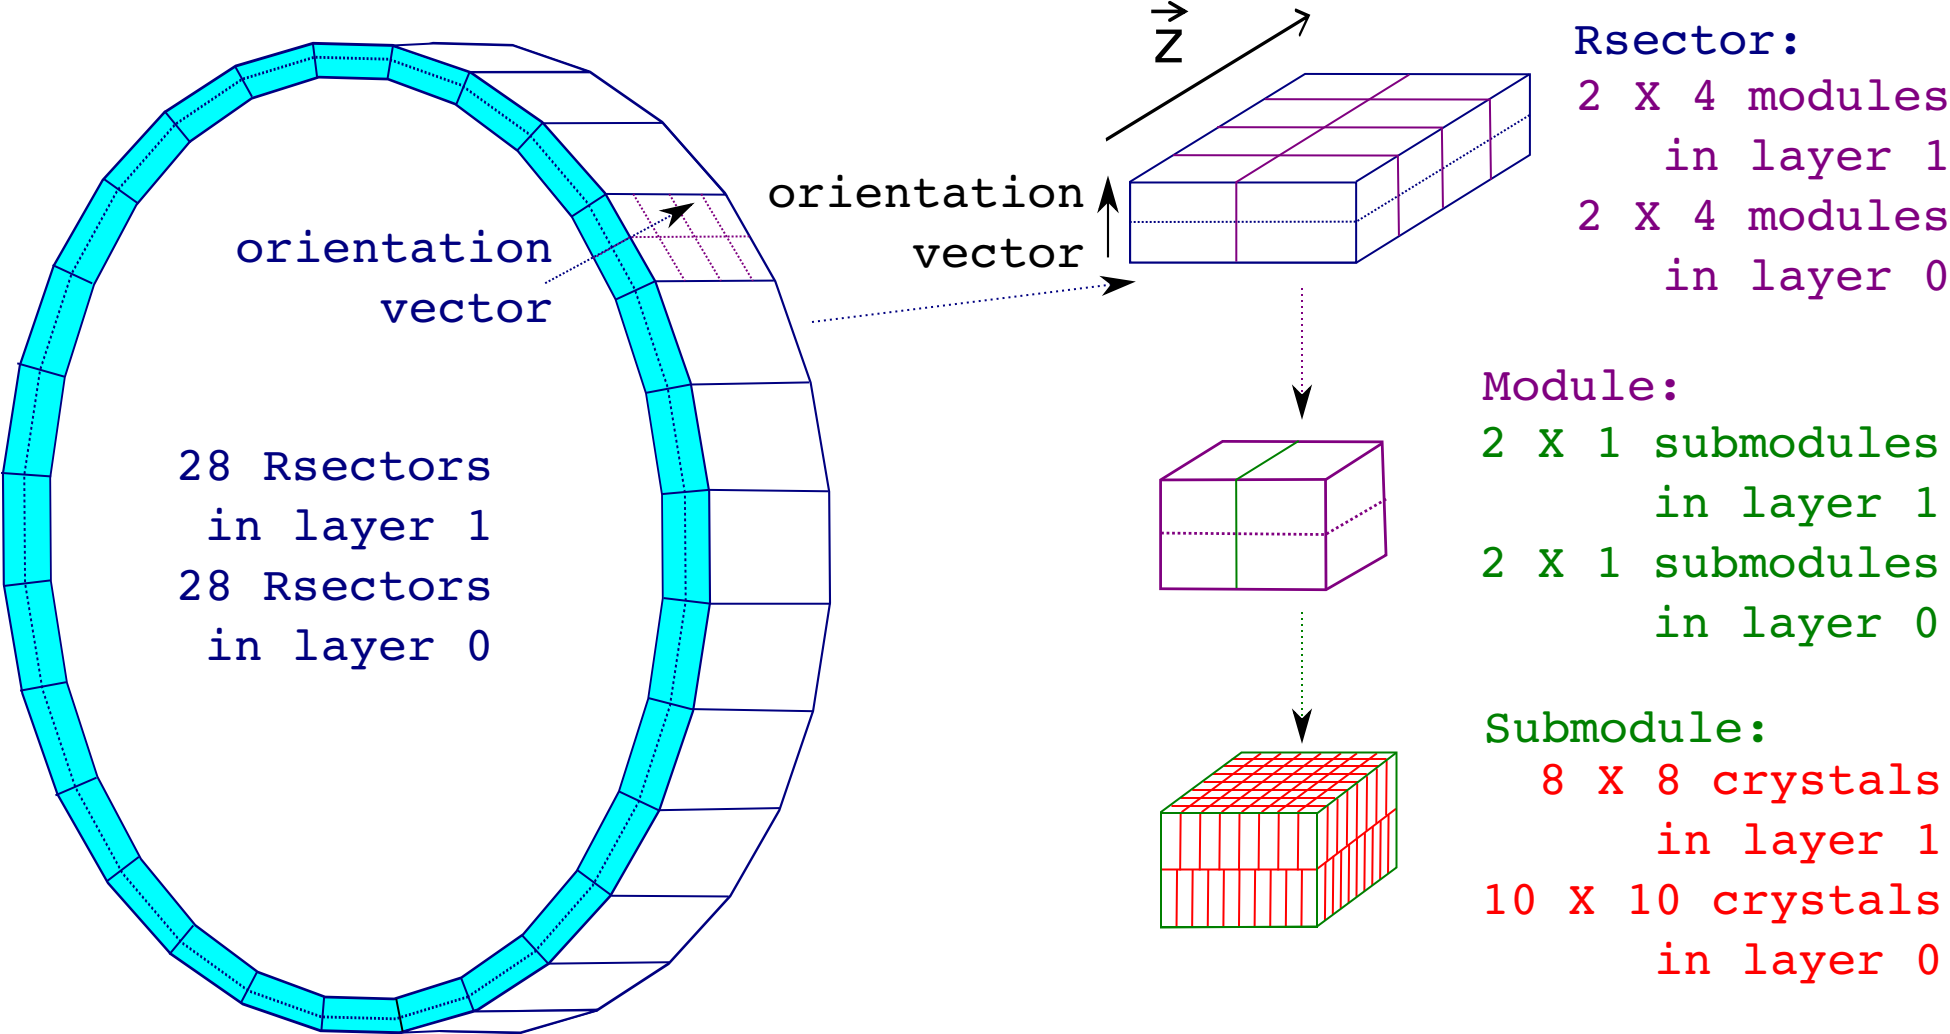 orientation
vector
28 Rsectors
in layer 1
28 Rsectors
in layer 0
Z
orientation
vector
Rsector:
2 X 4 modules
in layer 1
2 X 4 modules
in layer 0
Module:
2 X 1 submodules
in layer 1
2 X 1 submodules
in layer 0
Submodule:
8 X 8 crystals
in layer 1
10 X 10 crystals
in layer 0